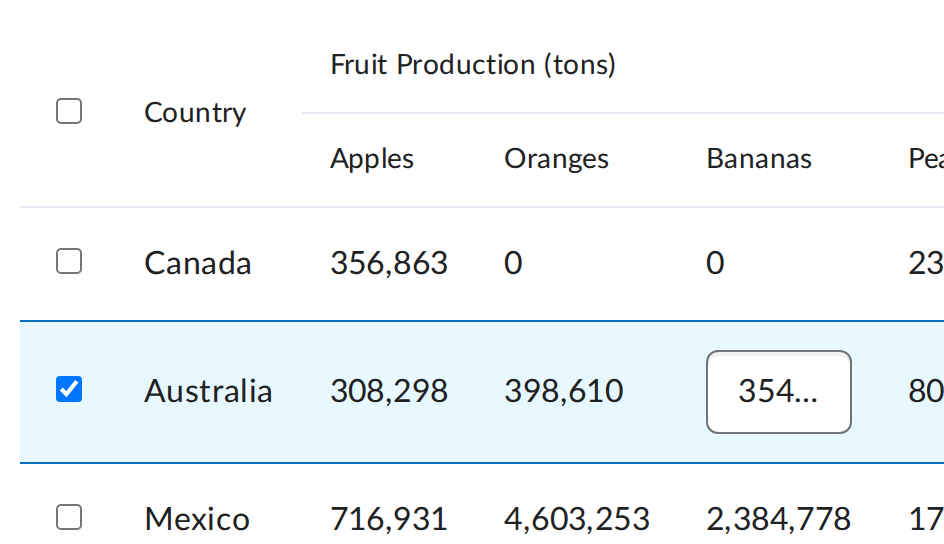 Fruit Production (tons)
Country
Apples Oranges Bananas
Canada 356,863 0 0
Australia 308,298 398,610 354...
Mexico 716,931 4,603,253 2,384,778